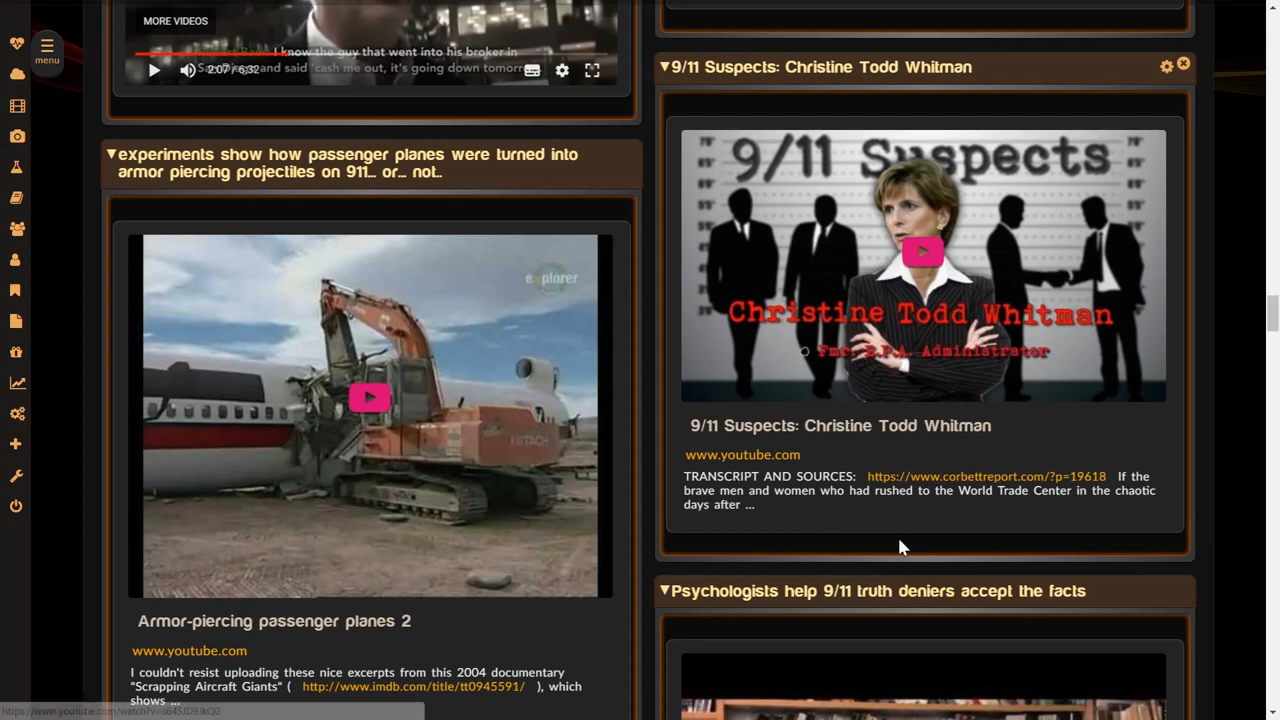 MORE VIDEOS
I know the guy that went into his broker in
and said 'cash me out, it's going down tomorr
2:07 / 6:32
menu
experiments show how passenger planes were turned into
armor piercing projectiles on 911... or... not..
explorer
HITACHI
Armor-piercing passenger planes 2
www.youtube.com
I couldn't resist uploading these nice excerpts from this 2004 documentary
"Scrapping Aircraft Giants" ( http://www.imdb.com/title/tt0945591/ ), which
shows ...
9/11 Suspects: Christine Todd Whitman
9/11 Suspects
Christine Todd Whitman
Fmr. E.P.A. Administrator
9/11 Suspects: Christine Todd Whitman
www.youtube.com
TRANSCRIPT AND SOURCES: https://www.corbettreport.com/?p=19618 If the
brave men and women who had rushed to the World Trade Center in the chaotic
days after ...
Psychologists help 9/11 truth deniers accept the facts